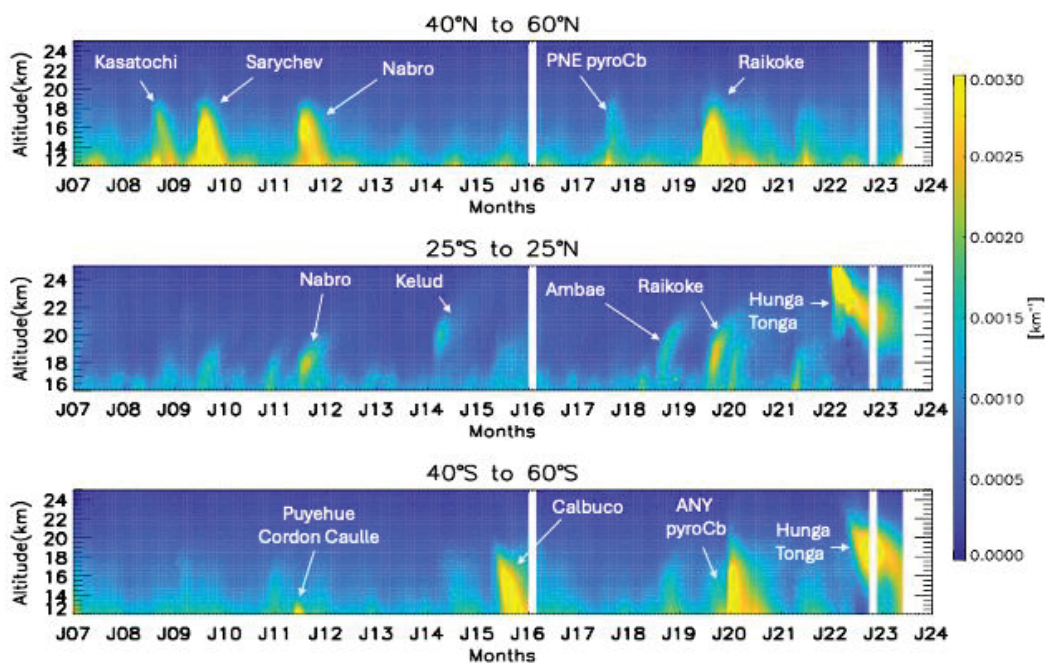 40°N to 60°N
Altitude(km)
24
22
20
18
16
14
12
Kasatochi
Sarychev
Nabro
PNE pyroCb
Raikoke
J07 J08 J09 J10 J11 J12 J13 J14 J15 J16 J17 J18 J19 J20 J21 J22 J23 J24
Months
25°S to 25°N
Altitude(km)
24
22
20
18
16
Nabro
Kelud
Ambae
Raikoke
Hunga
Tonga
J07 J08 J09 J10 J11 J12 J13 J14 J15 J16 J17 J18 J19 J20 J21 J22 J23 J24
Months
40°S to 60°S
Altitude(km)
24
22
20
18
16
14
12
Puyehue
Cordon Caulle
Calbuco
ANY
pyroCb
Hunga
Tonga
J07 J08 J09 J10 J11 J12 J13 J14 J15 J16 J17 J18 J19 J20 J21 J22 J23 J24
Months
0.0030
0.0025
0.0020
0.0015
0.0010
0.0005
0.0000
[km⁻¹]